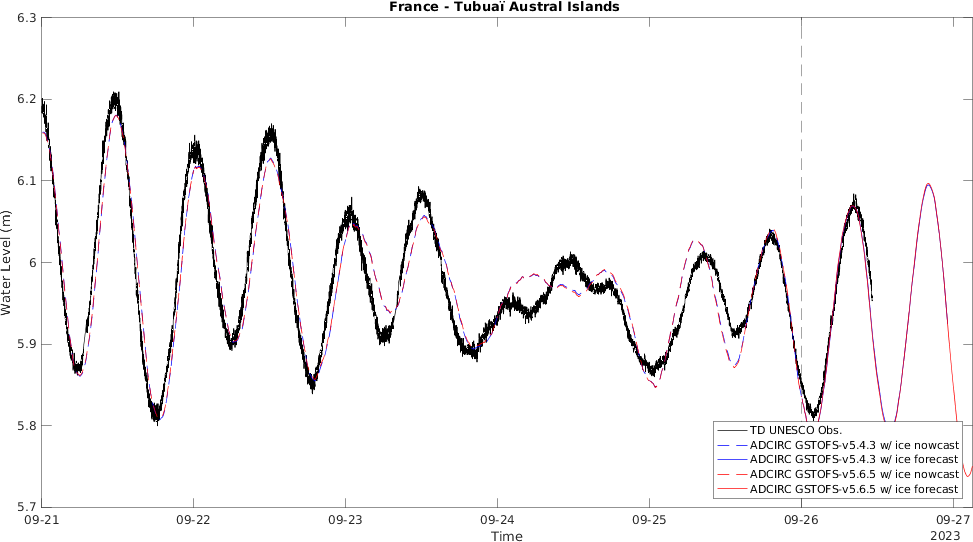 France - Tubuaï Austral Islands
6.3
6.2
6.1
6
5.9
5.8
5.7
Water Level (m)
TD UNESCO Obs.
ADCIRC GSTOFS-v5.4.3 w/ ice nowcast
ADCIRC GSTOFS-v5.4.3 w/ ice forecast
ADCIRC GSTOFS-v5.6.5 w/ ice nowcast
ADCIRC GSTOFS-v5.6.5 w/ ice forecast
09-21 09-22 09-23 09-24 09-25 09-26 09-27
Time
2023